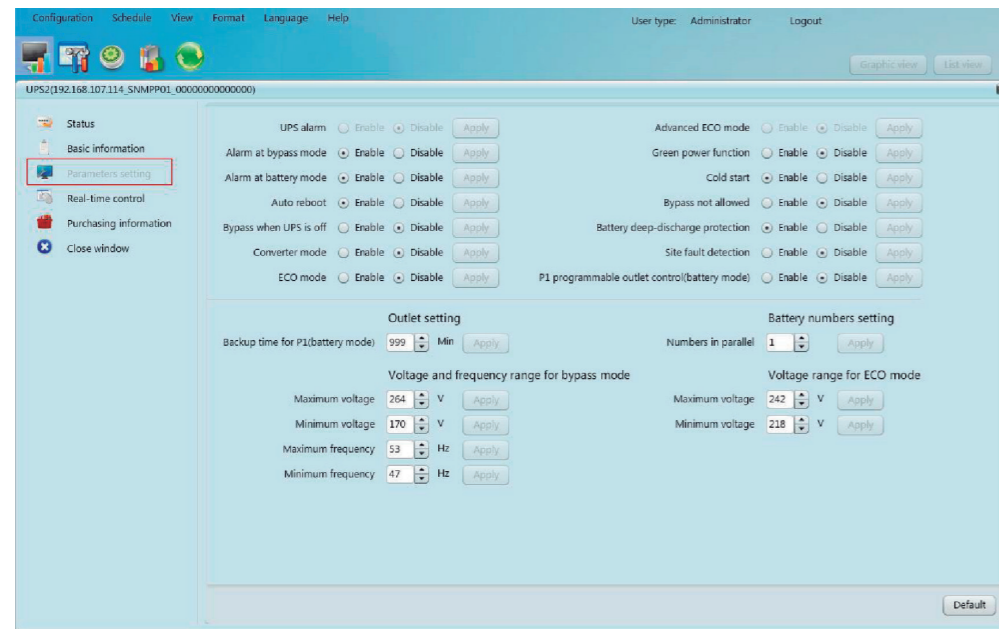 Configuration Schedule View Format Language Help User type: Administrator Logout
Graphic view List view
UPS2(192.168.107.114_SNMPP01_00000000000000)
Status
Basic information
Parameters setting
Real-time control
Purchasing information
Close window
UPS alarm Enable Disable Apply
Alarm at bypass mode Enable Disable Apply
Alarm at battery mode Enable Disable Apply
Auto reboot Enable Disable Apply
Bypass when UPS is off Enable Disable Apply
Converter mode Enable Disable Apply
ECO mode Enable Disable Apply
Advanced ECO mode Enable Disable Apply
Green power function Enable Disable Apply
Cold start Enable Disable Apply
Bypass not allowed Enable Disable Apply
Battery deep-discharge protection Enable Disable Apply
Site fault detection Enable Disable Apply
P1 programmable outlet control(battery mode) Enable Disable Apply
Outlet setting
Backup time for P1(battery mode) 999 Min Apply
Battery numbers setting
Numbers in parallel 1 Apply
Voltage and frequency range for bypass mode
Maximum voltage 264 V Apply
Minimum voltage 170 V Apply
Maximum frequency 53 Hz Apply
Minimum frequency 47 Hz Apply
Voltage range for ECO mode
Maximum voltage 242 V Apply
Minimum voltage 218 V Apply
Default